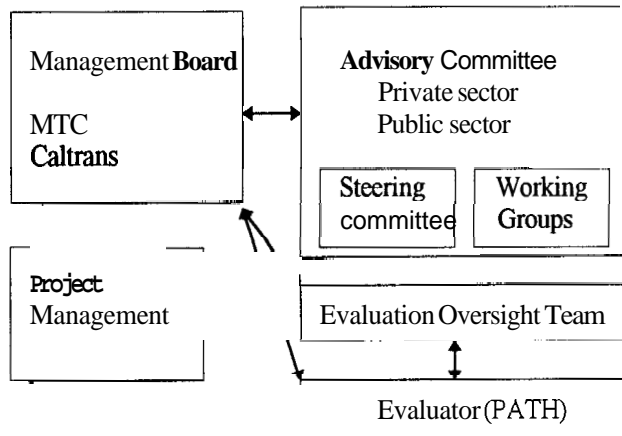 Management Board
MTC
Caltrans
Advisory Committee
Private sector
Public sector
Steering
committee
Working
Groups
Project
Management
Evaluation Oversight Team
Evaluator (PATH)